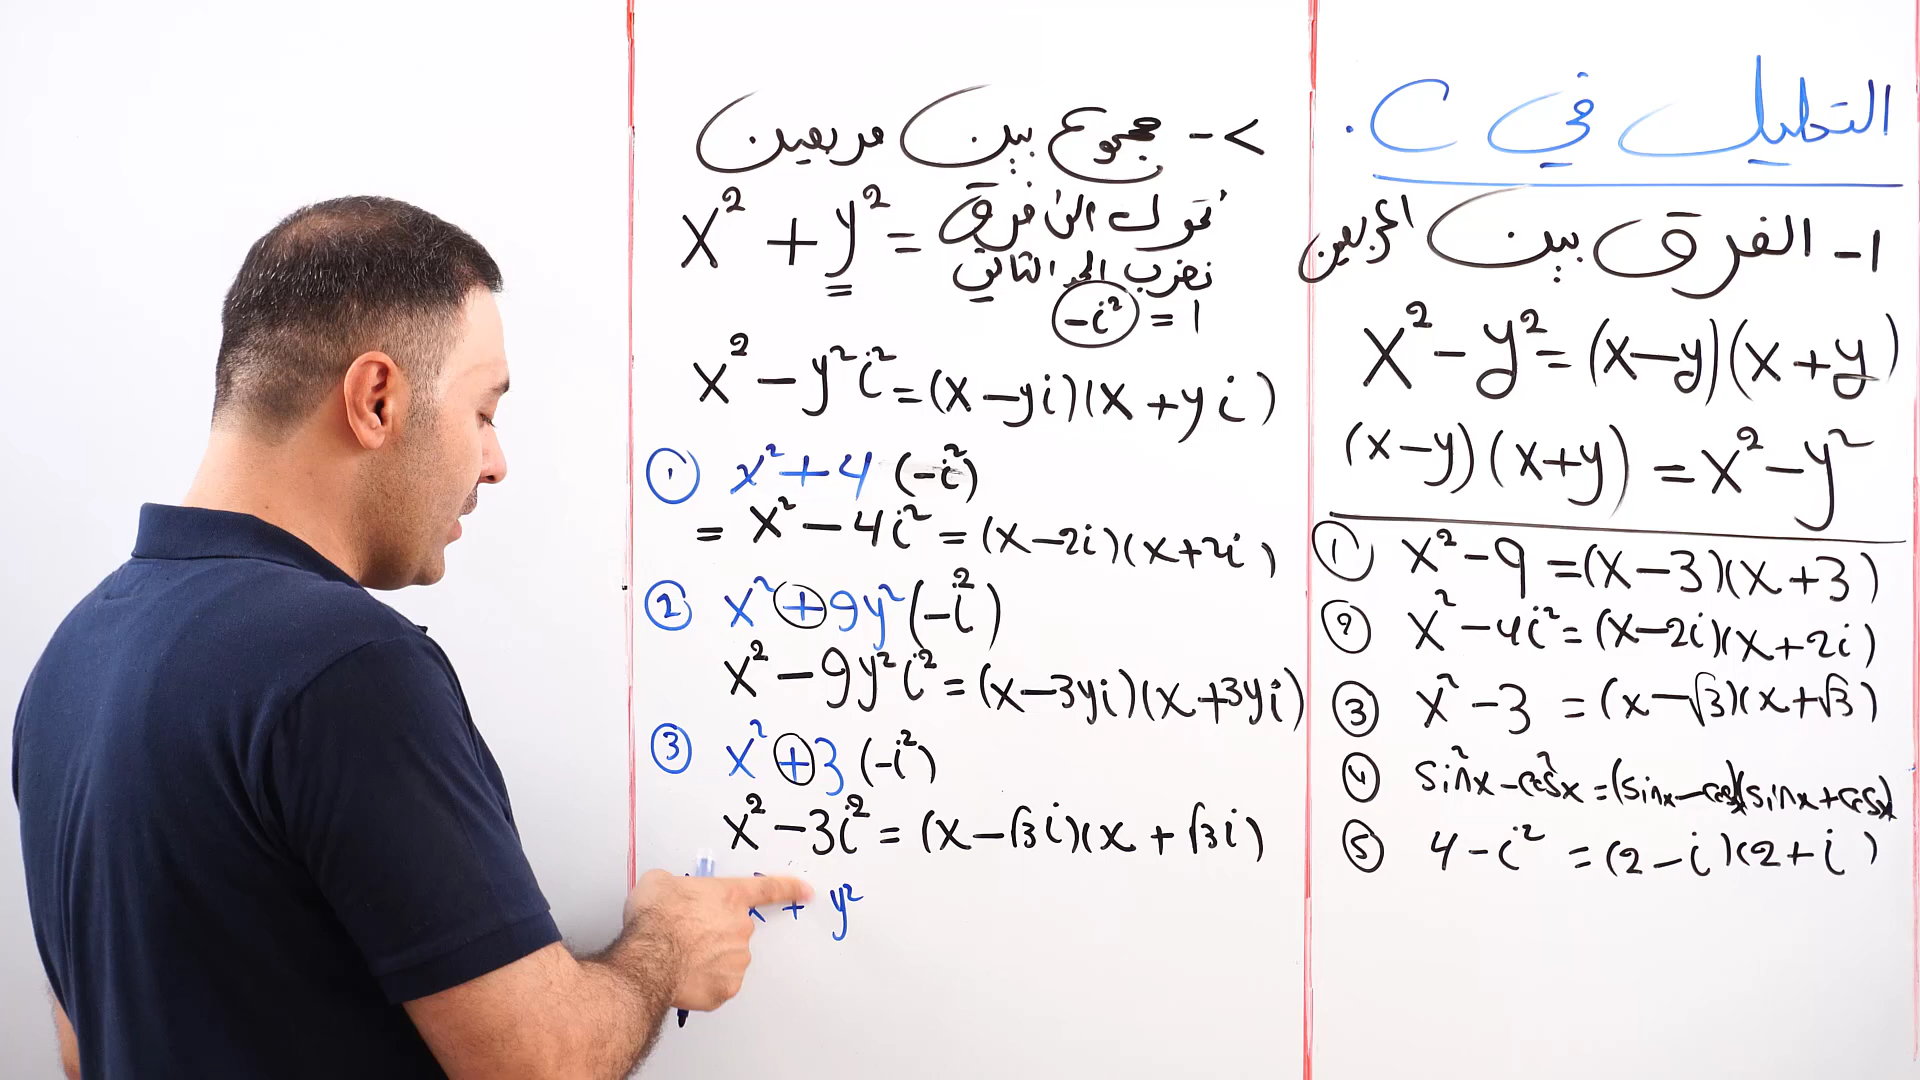 التحليل في C .
١- الفرق بين المربعين
x² - y² = (x-y)(x+y)
(x-y)(x+y) = x² - y²
① x² - 9 = (x-3)(x+3)
② x² - 4i² = (x-2i)(x+2i)
③ x² - 3 = (x-√3)(x+√3)
④ sin²x - cos²x = (sinx - cosx)(sinx + cosx)
⑤ 4 - i² = (2-i)(2+i)
>- مجموع بين مربعين
x² + y² = نحول الى فرق
نضرب الحد الثاني
-i² = 1
x² - y²i² = (x-yi)(x+yi)
① x² + 4 (-i²)
= x² - 4i² = (x-2i)(x+2i)
② x² + 9y² (-i²)
x² - 9y²i² = (x-3yi)(x+3yi)
③ x² + 3 (-i²)
x² - 3i² = (x-√3i)(x+√3i)
+ y²